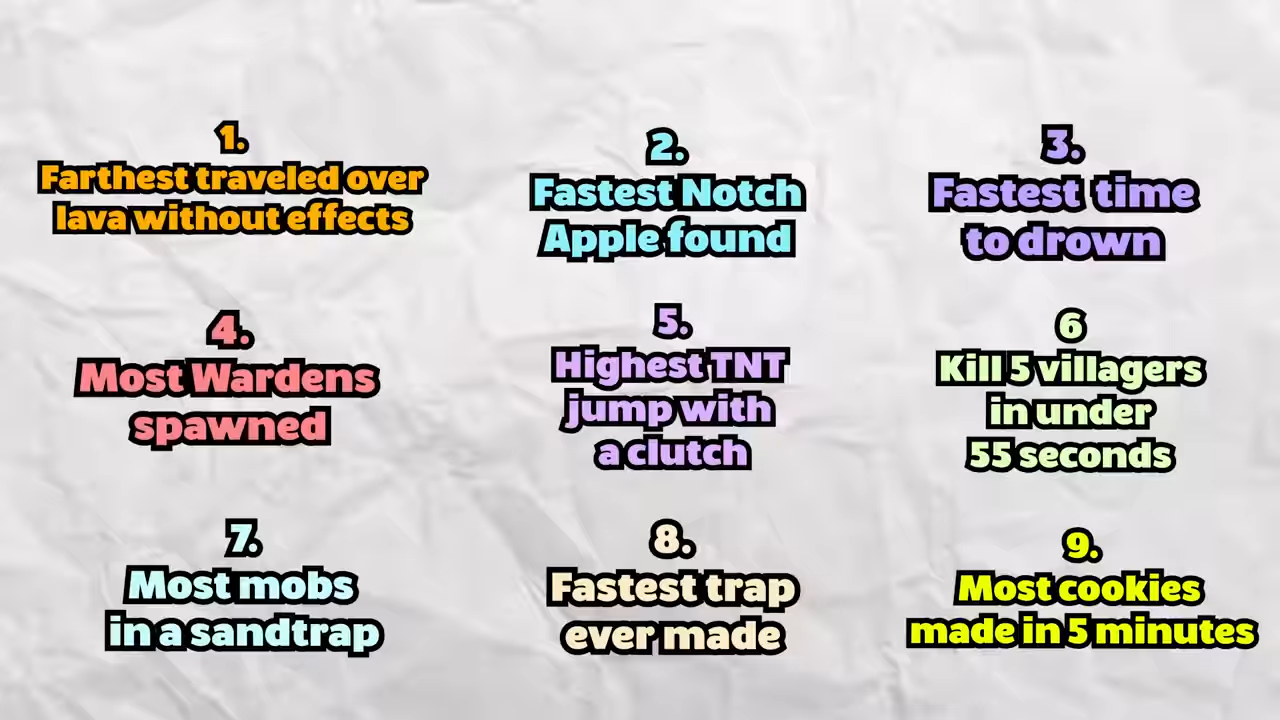 1.
Farthest traveled over
lava without effects
2.
Fastest Notch
Apple found
3.
Fastest time
to drown
4.
Most Wardens
spawned
5.
Highest TNT
jump with
a clutch
6
Kill 5 villagers
in under
55 seconds
7.
Most mobs
in a sandtrap
8.
Fastest trap
ever made
9.
Most cookies
made in 5 minutes